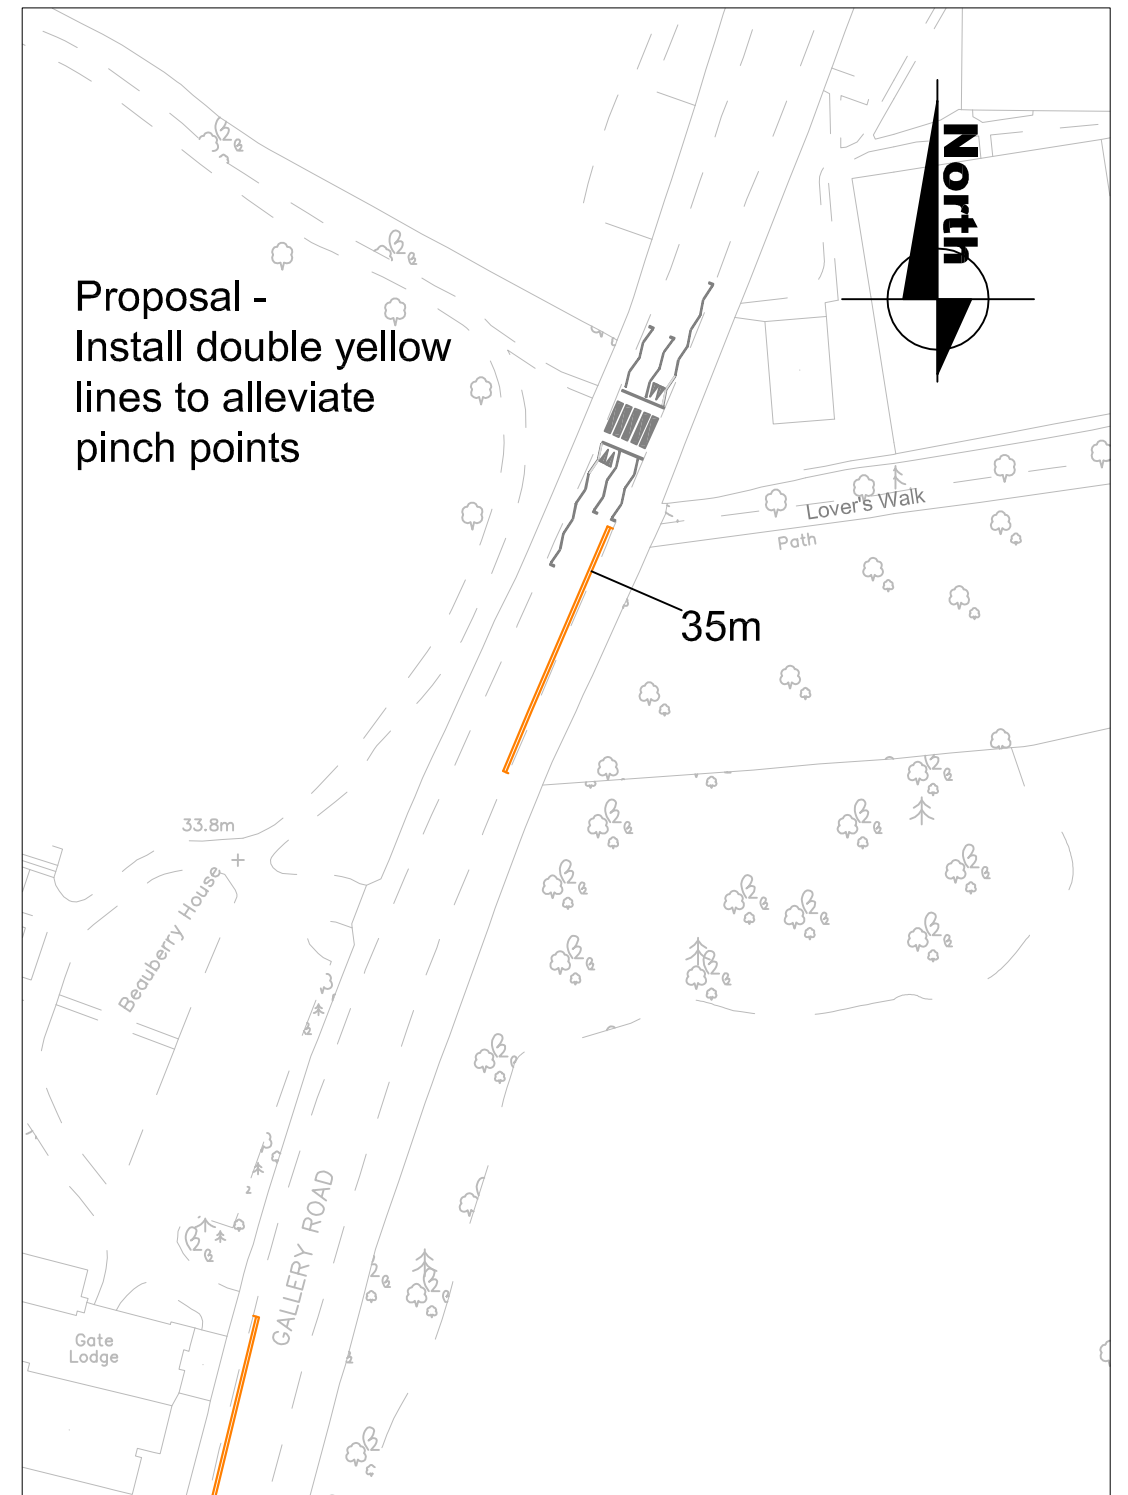 North
Proposal -
Install double yellow
lines to alleviate
pinch points
Lover's Walk
Path
35m
33.8m
Beauberry House
GALLERY ROAD
Gate
Lodge